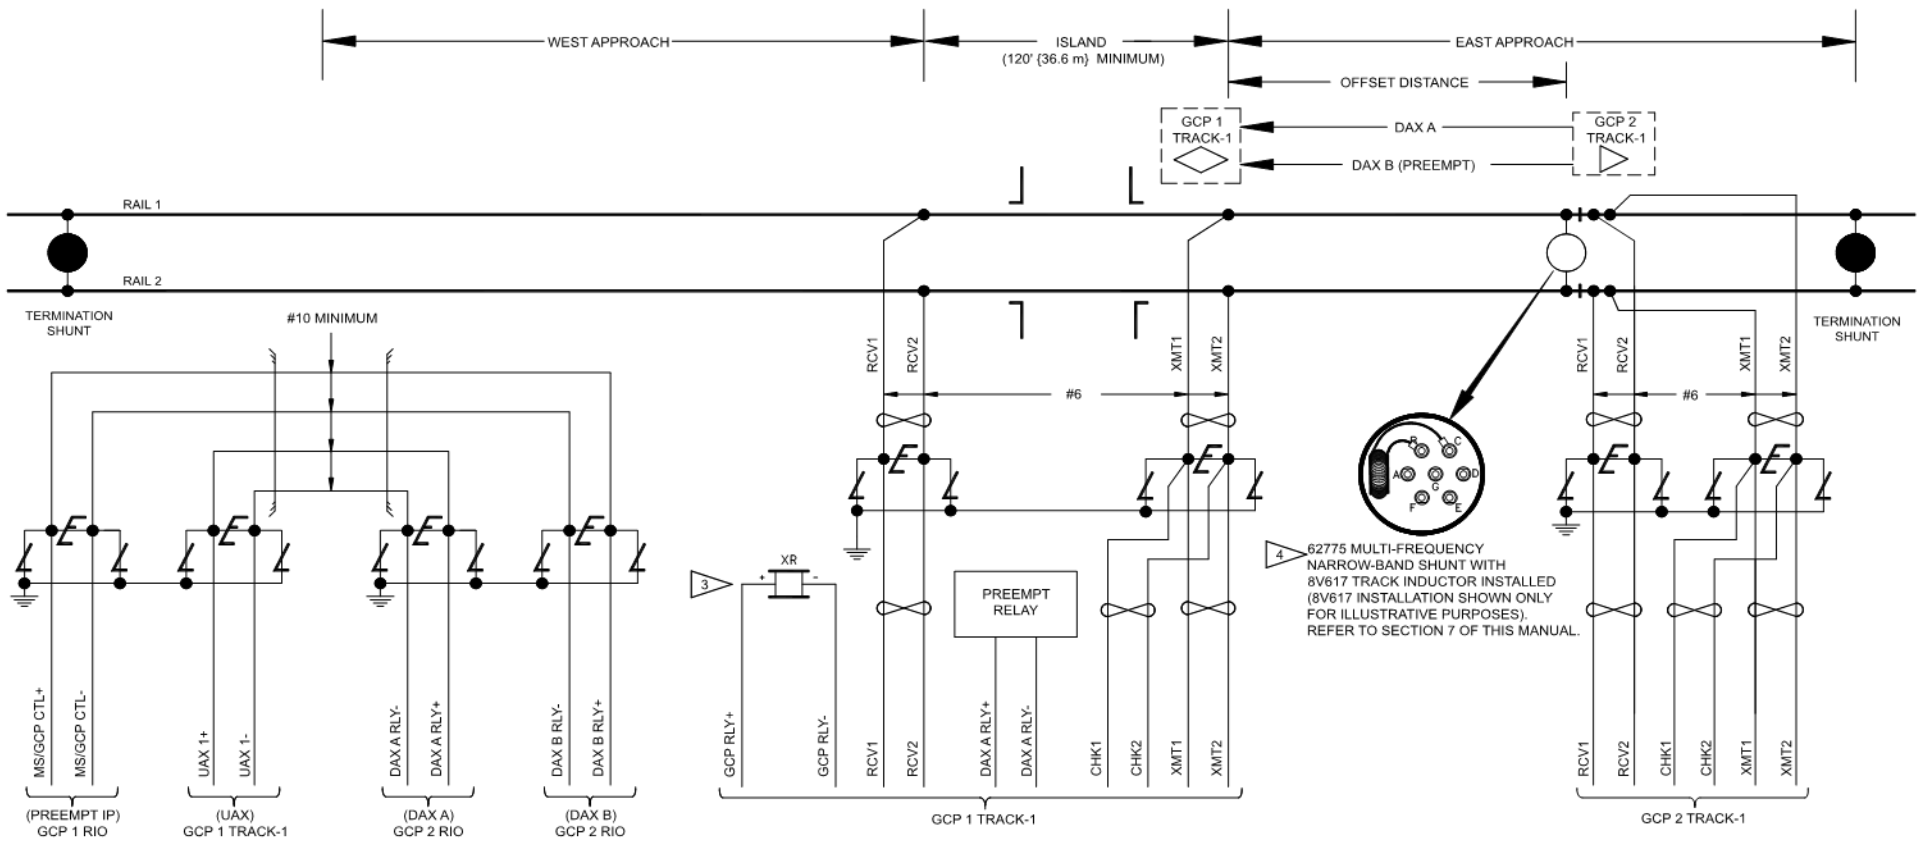 WEST APPROACH
ISLAND
(120' {36.6 m} MINIMUM)
EAST APPROACH
OFFSET DISTANCE
GCP 1
TRACK-1
DAX A
DAX B (PREEMPT)
GCP 2
TRACK-1
RAIL 1
RAIL 2
TERMINATION
SHUNT
#10 MINIMUM
TERMINATION
SHUNT
RCV1
RCV2
XMT1
XMT2
RCV1
RCV2
XMT1
XMT2
#6
#6
B
C
A
G
D
F
E
3
XR
+
-
PREEMPT
RELAY
4
62775 MULTI-FREQUENCY
NARROW-BAND SHUNT WITH
8V617 TRACK INDUCTOR INSTALLED
(8V617 INSTALLATION SHOWN ONLY
FOR ILLUSTRATIVE PURPOSES).
REFER TO SECTION 7 OF THIS MANUAL.
MS/GCP CTL+
MS/GCP CTL-
UAX 1+
UAX 1-
DAX A RLY-
DAX A RLY+
DAX B RLY-
DAX B RLY+
GCP RLY+
GCP RLY-
RCV1
RCV2
DAX A RLY+
DAX A RLY-
CHK1
CHK2
XMT1
XMT2
RCV1
RCV2
CHK1
CHK2
XMT1
XMT2
(PREEMPT IP)
GCP 1 RIO
(UAX)
GCP 1 TRACK-1
(DAX A)
GCP 2 RIO
(DAX B)
GCP 2 RIO
GCP 1 TRACK-1
GCP 2 TRACK-1